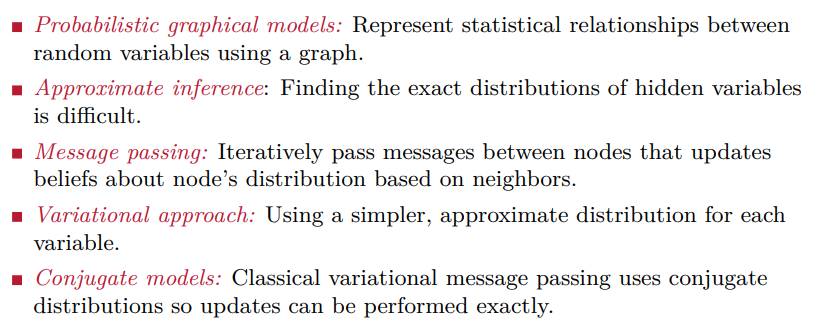 ■ Probabilistic graphical models: Represent statistical relationships between
random variables using a graph.
■ Approximate inference: Finding the exact distributions of hidden variables
is difficult.
■ Message passing: Iteratively pass messages between nodes that updates
beliefs about node's distribution based on neighbors.
■ Variational approach: Using a simpler, approximate distribution for each
variable.
■ Conjugate models: Classical variational message passing uses conjugate
distributions so updates can be performed exactly.